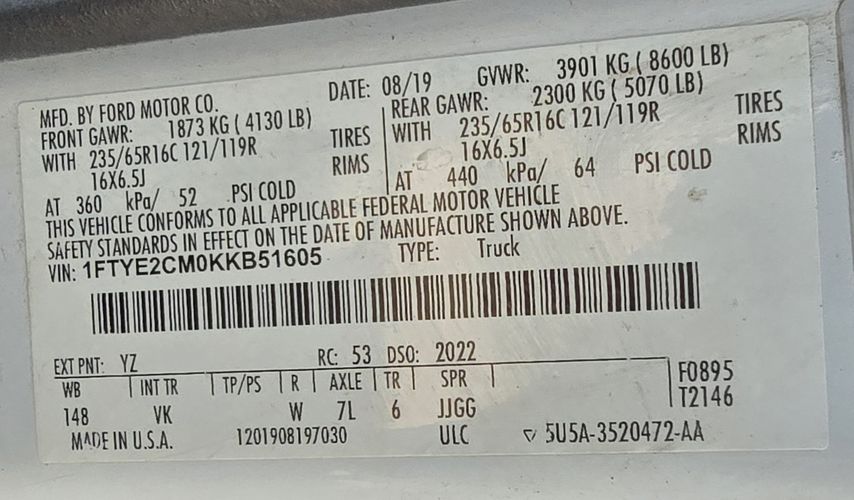 MFD. BY FORD MOTOR CO. DATE: 08/19 GVWR: 3901 KG ( 8600 LB)
FRONT GAWR: 1873 KG ( 4130 LB) REAR GAWR: 2300 KG ( 5070 LB)
WITH 235/65R16C 121/119R TIRES WITH 235/65R16C 121/119R TIRES
16X6.5J RIMS 16X6.5J RIMS
AT 360 kPa/ 52 PSI COLD AT 440 kPa/ 64 PSI COLD
THIS VEHICLE CONFORMS TO ALL APPLICABLE FEDERAL MOTOR VEHICLE
SAFETY STANDARDS IN EFFECT ON THE DATE OF MANUFACTURE SHOWN ABOVE.
VIN: 1FTYE2CM0KKB51605 TYPE: Truck
EXT PNT: YZ RC: 53 DSO: 2022
WB INT TR TP/PS R AXLE TR SPR F0895
148 VK W 7L 6 JJGG T2146
MADE IN U.S.A. 1201908197030 ULC 5U5A-3520472-AA